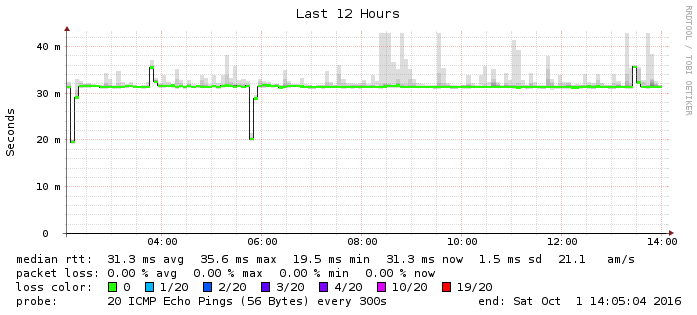 Last 12 Hours
RRDTOOL / TOBI OETIKER
Seconds
40 m
30 m
20 m
10 m
0
04:00 06:00 08:00 10:00 12:00 14:00
median rtt: 31.3 ms avg 35.6 ms max 19.5 ms min 31.3 ms now 1.5 ms sd 21.1 am/s
packet loss: 0.00 % avg 0.00 % max 0.00 % min 0.00 % now
loss color: 0 1/20 2/20 3/20 4/20 10/20 19/20
probe: 20 ICMP Echo Pings (56 Bytes) every 300s end: Sat Oct 1 14:05:04 2016